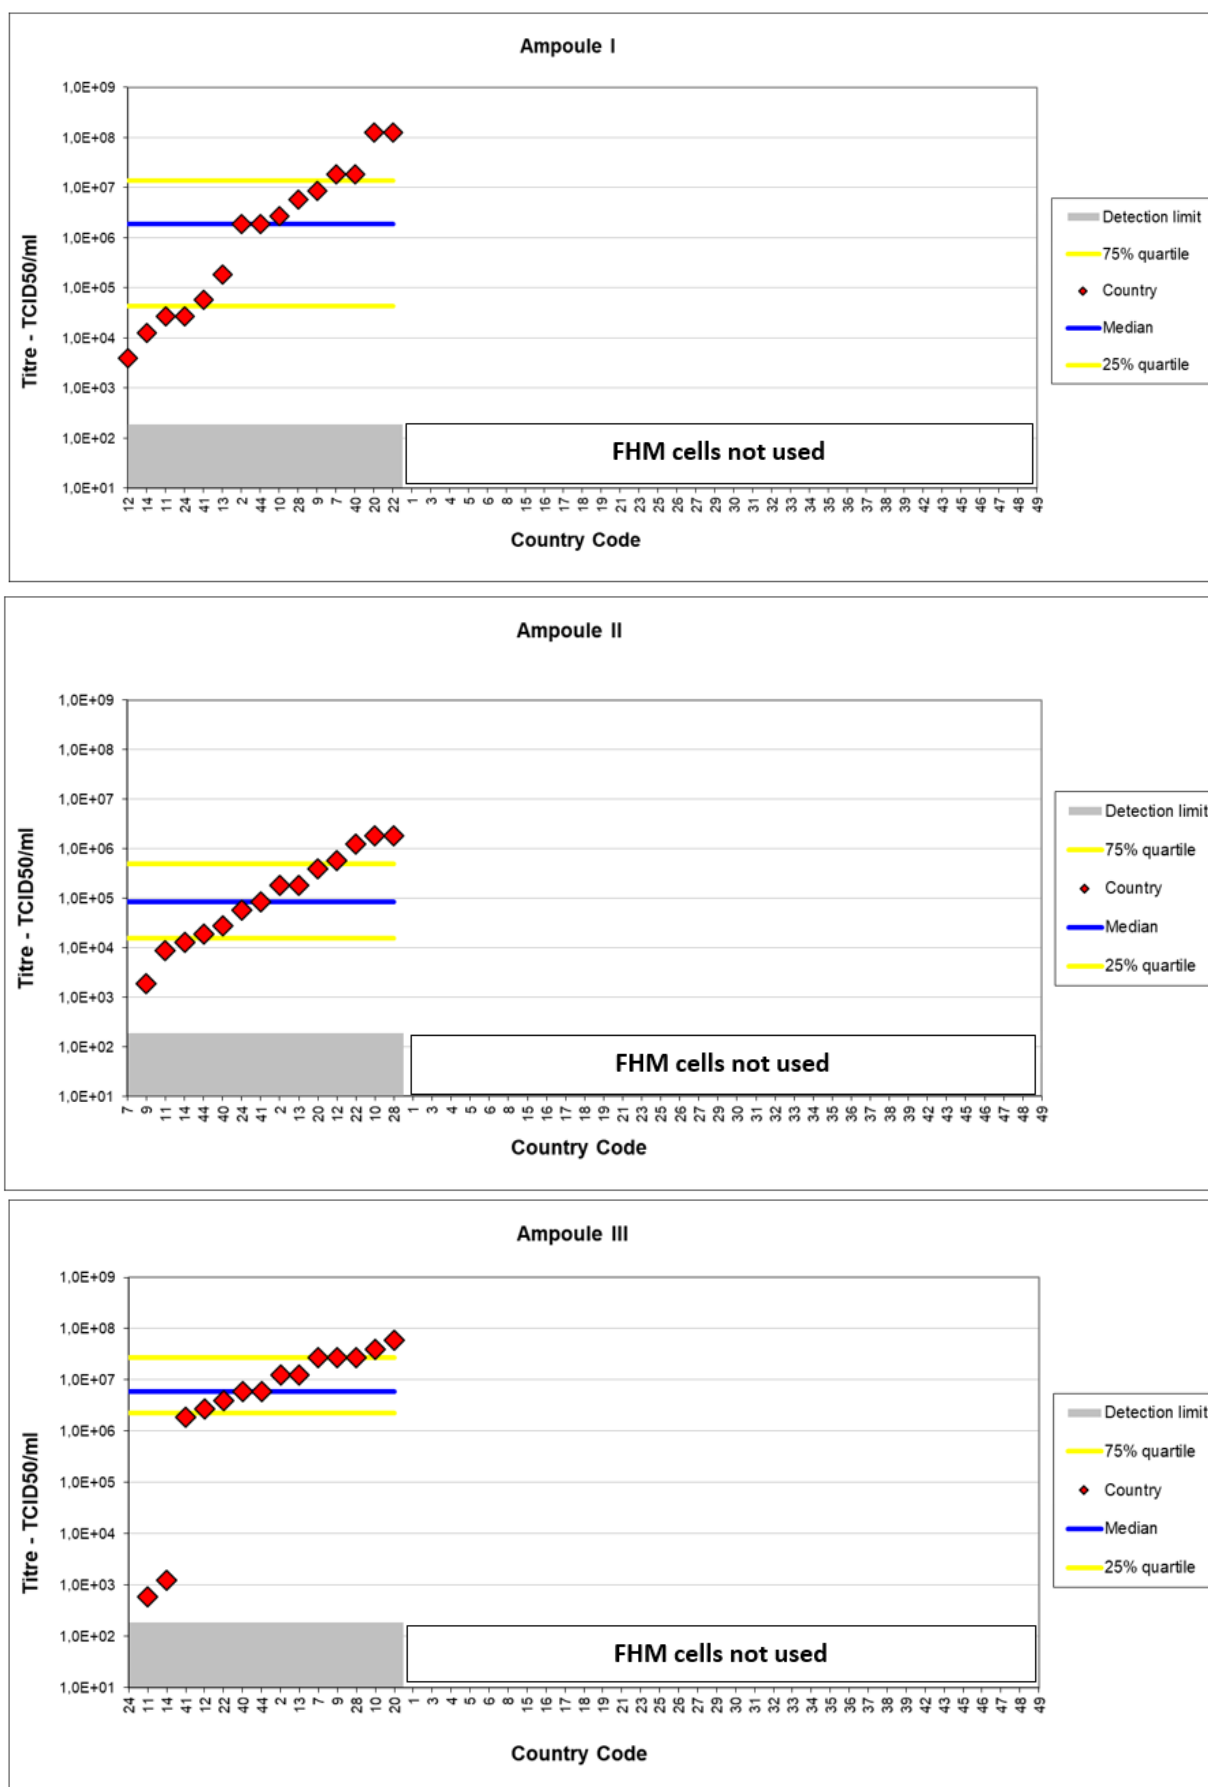 Ampoule I
Titre - TCID50/ml
1,0E+09
1,0E+08
1,0E+07
1,0E+06
1,0E+05
1,0E+04
1,0E+03
1,0E+02
1,0E+01
FHM cells not used
12 14 11 24 41 13 2 44 10 28 9 7 40 20 22 1 3 4 5 6 8 15 16 17 18 19 21 23 25 26 27 29 30 31 32 33 34 35 36 37 38 39 42 43 45 46 47 48 49
Country Code
Detection limit
75% quartile
Country
Median
25% quartile
Ampoule II
Titre - TCID50/ml
1,0E+09
1,0E+08
1,0E+07
1,0E+06
1,0E+05
1,0E+04
1,0E+03
1,0E+02
1,0E+01
FHM cells not used
7 9 11 14 44 40 24 41 2 13 20 12 22 10 28 1 3 4 5 6 8 15 16 17 18 19 21 23 25 26 27 29 30 31 32 33 34 35 36 37 38 39 42 43 45 46 47 48 49
Country Code
Detection limit
75% quartile
Country
Median
25% quartile
Ampoule III
Titre - TCID50/ml
1,0E+09
1,0E+08
1,0E+07
1,0E+06
1,0E+05
1,0E+04
1,0E+03
1,0E+02
1,0E+01
FHM cells not used
24 11 14 41 12 22 40 44 2 13 7 9 28 10 20 1 3 4 5 6 8 15 16 17 18 19 21 23 25 26 27 29 30 31 32 33 34 35 36 37 38 39 42 43 45 46 47 48 49
Country Code
Detection limit
75% quartile
Country
Median
25% quartile